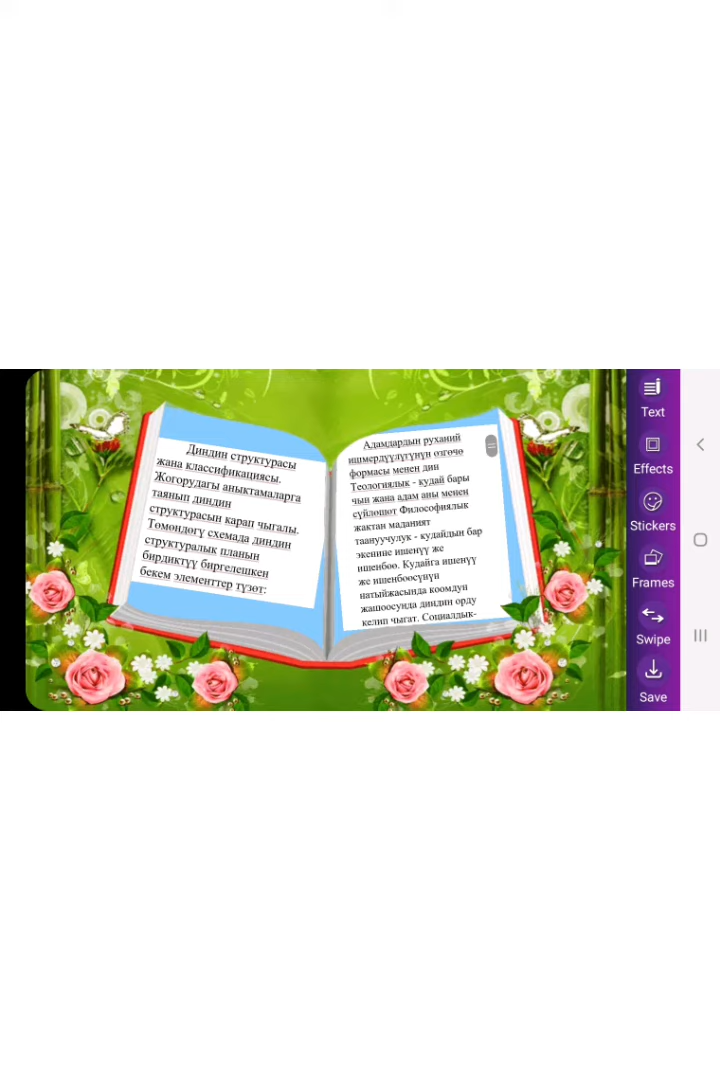 Диндин структурасы
жана классификациясы.
Жогорудагы аныктамаларга
таянып диндин
структурасын карап чыгалы.
Төмөндөгү схемада диндин
структуралык планын
бирдиктүү биргелешкен
бекем элементтер түзөт:
Адамдардын руханий
ишмердүүлүгүнүн өзгөчө
формасы менен дин
Теологиялык - кудай бары
чын жана адам аны менен
сүйлөшөт Философиялык
жактан маданият
таануучулук - кудайдын бар
экенине ишенүү же
ишенбөө. Кудайга ишенүү
же ишенбөөсүнүн
натыйжасында коомдун
жашоосунда диндин орду
келип чыгат. Социалдык-
Text
Effects
Stickers
Frames
Swipe
Save